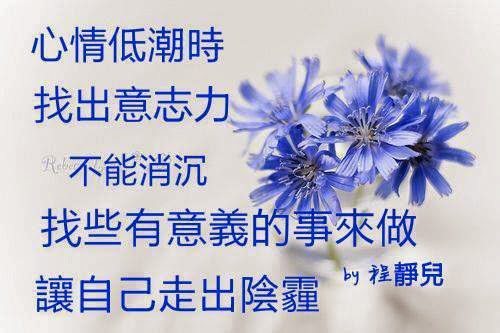 心情低潮時
找出意志力
不能消沉
找些有意義的事來做
讓自己走出陰霾
by 程靜兒